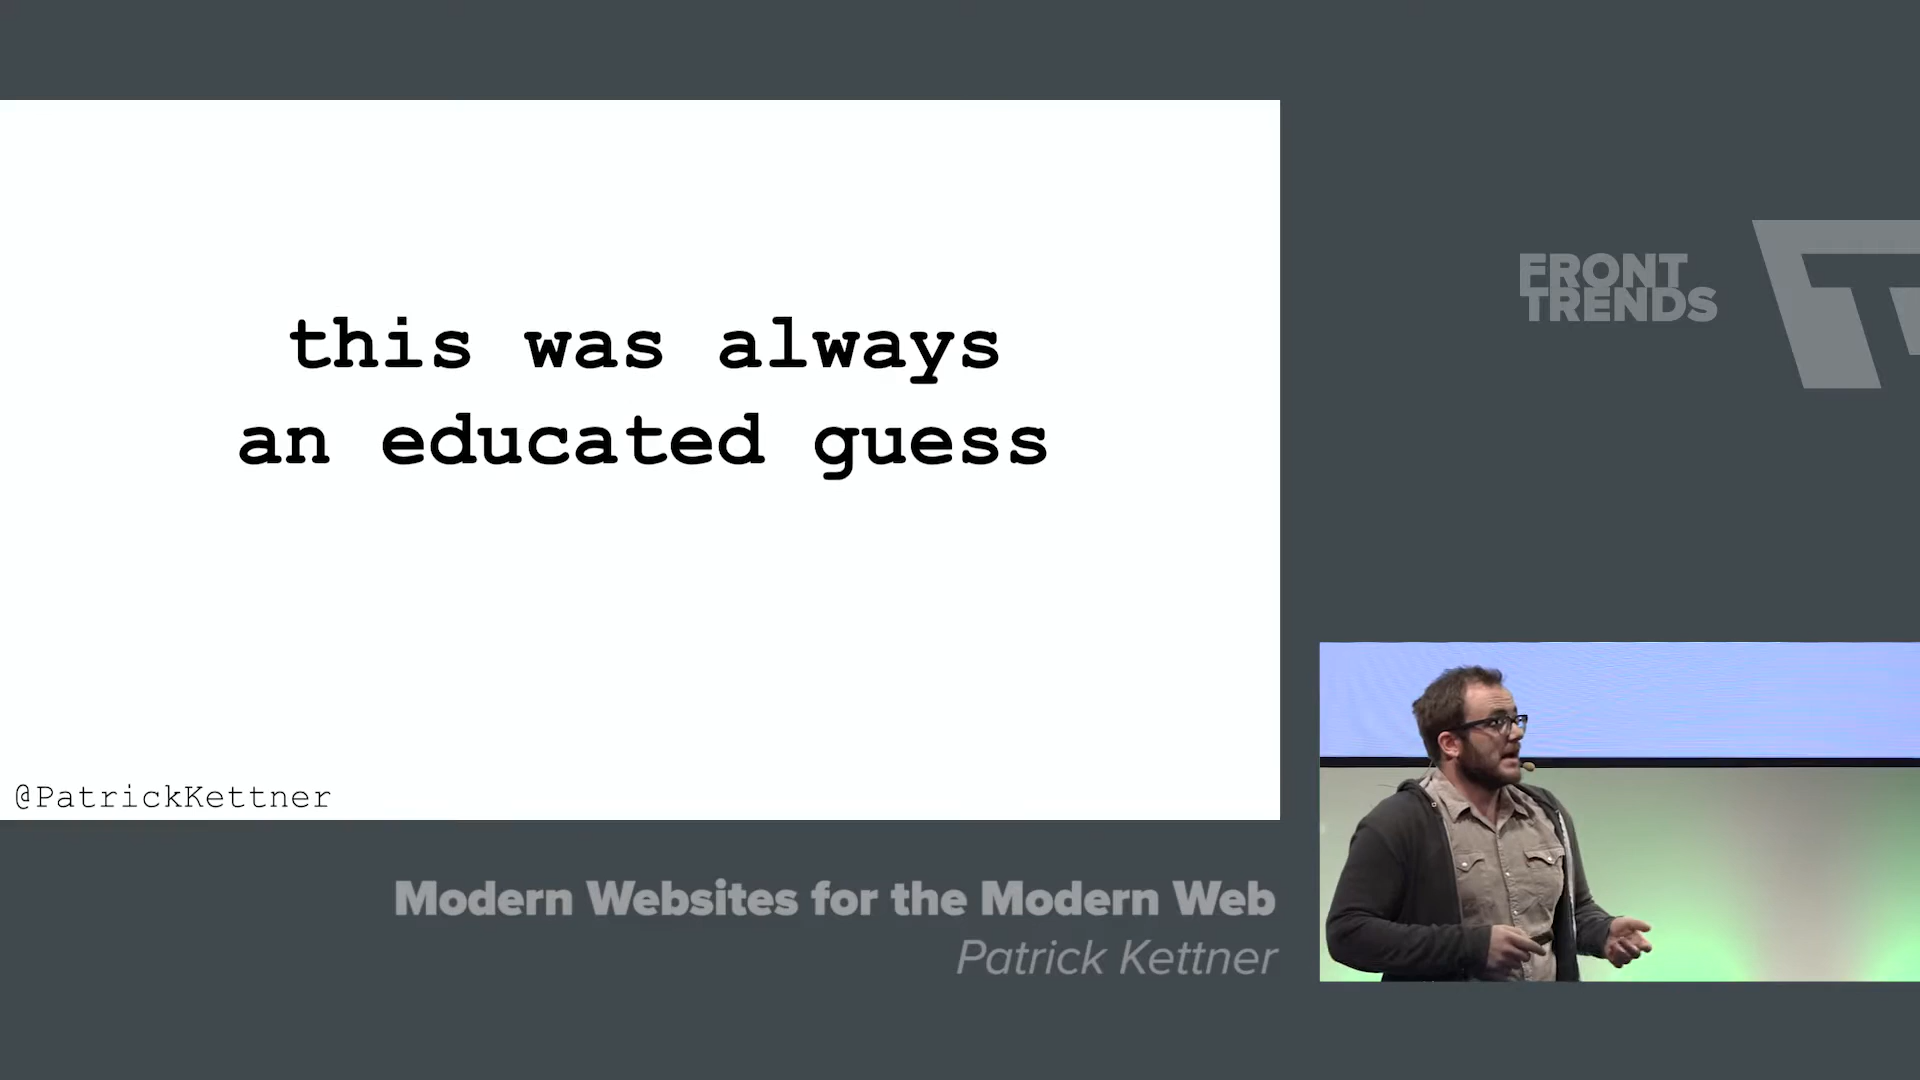 this was always
an educated guess
@PatrickKettner
FRONT
TRENDS
Modern Websites for the Modern Web
Patrick Kettner